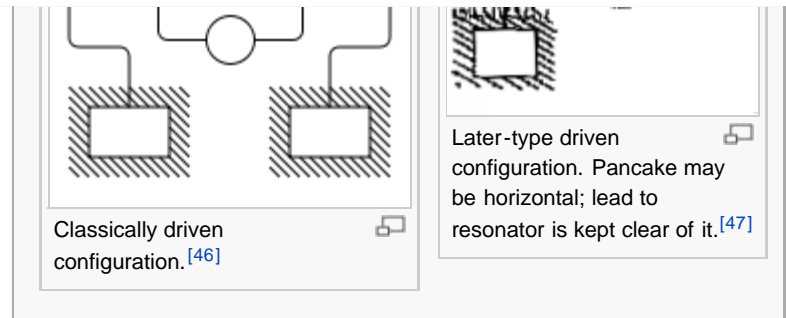 Classically driven
configuration.[46]
Later-type driven
configuration. Pancake may
be horizontal; lead to
resonator is kept clear of it.[47]